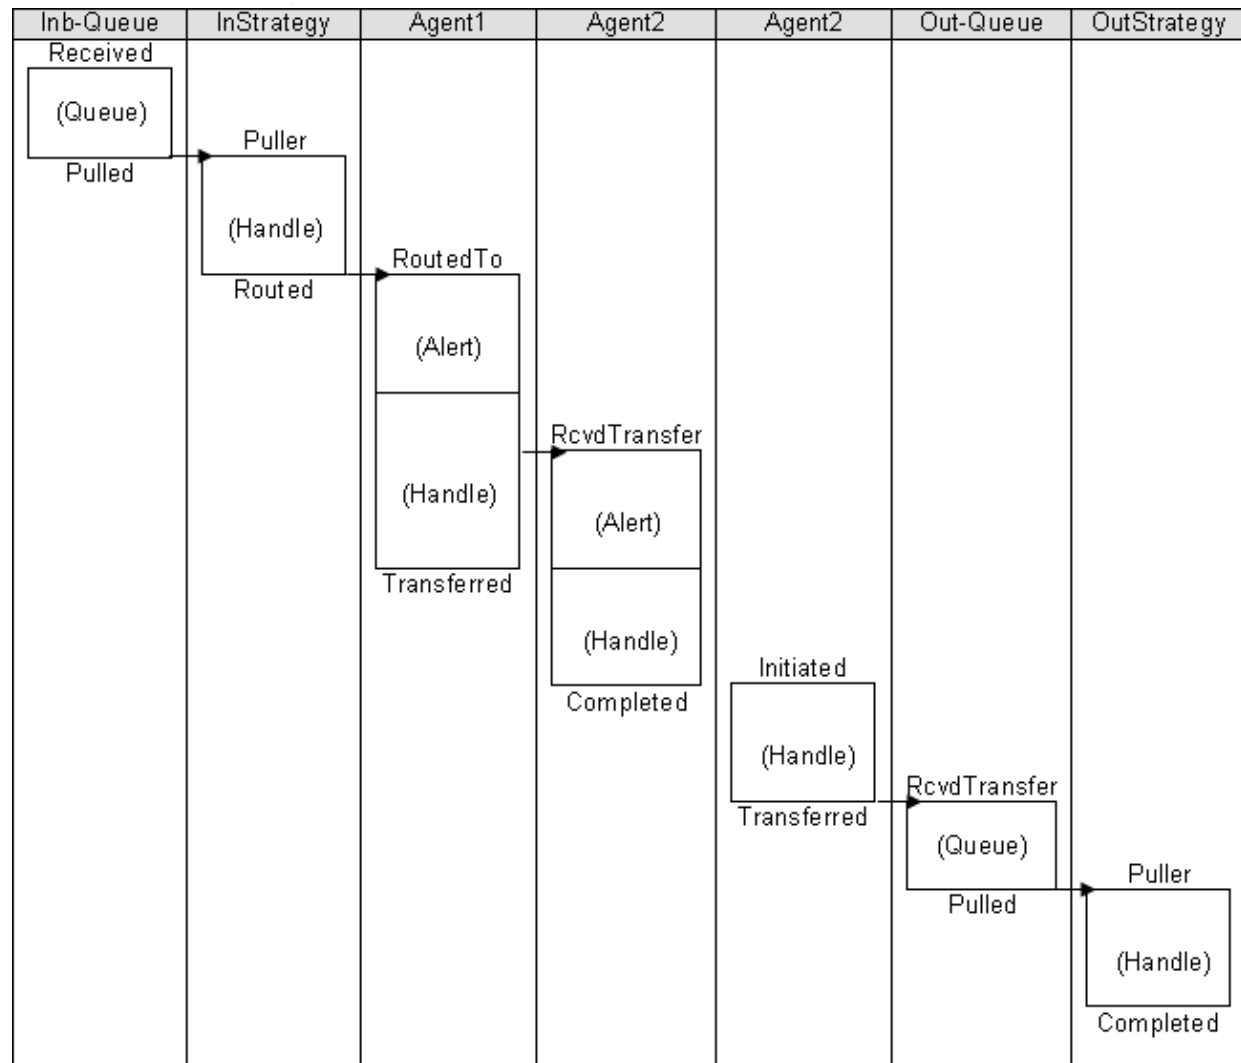 Inb-Queue InStrategy Agent1 Agent2 Agent2 Out-Queue OutStrategy
Received
(Queue)
Puller
Pulled
(Handle)
RoutedTo
Routed
(Alert)
RcvdTransfer
(Handle)
(Alert)
Transferred
(Handle)
Initiated
Completed
(Handle)
RcvdTransfer
Transferred
(Queue)
Puller
Pulled
(Handle)
Completed